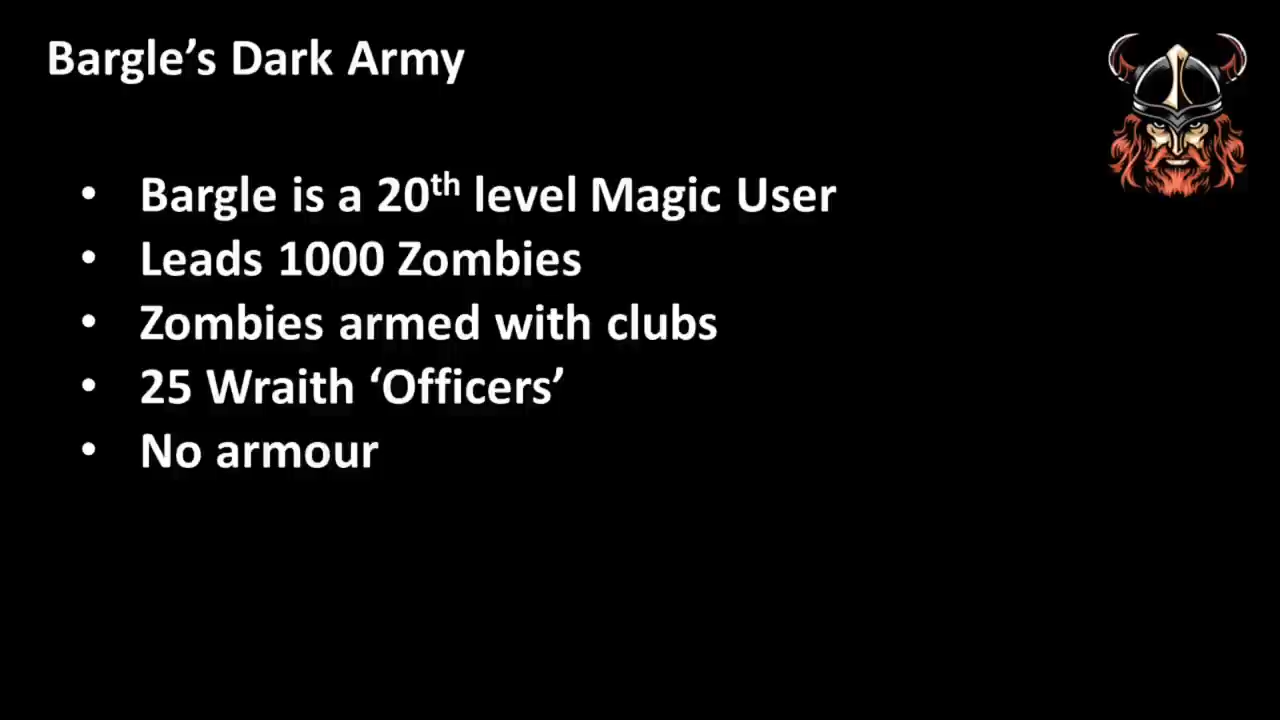 Bargle’s Dark Army
• Bargle is a 20th level Magic User
• Leads 1000 Zombies
• Zombies armed with clubs
• 25 Wraith ‘Officers’
• No armour